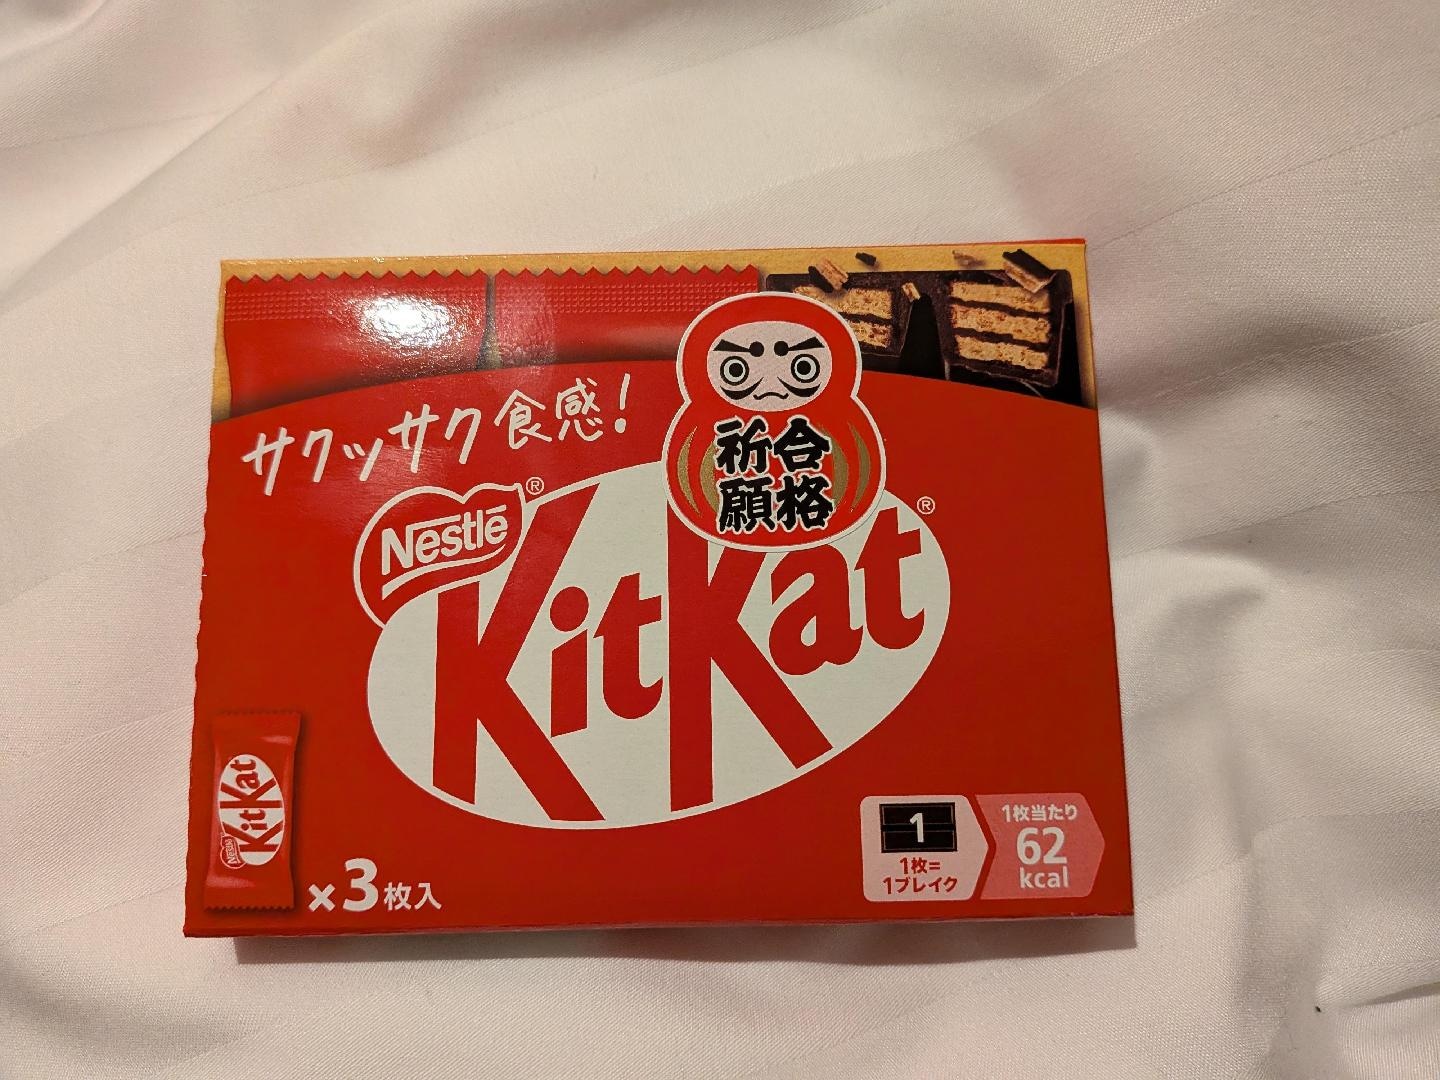 サクッサク食感!
合格
祈願
Nestlé®
KitKat®
Nestlé
KitKat
×3枚入
1
1枚=
1ブレイク
1枚当たり
62
kcal